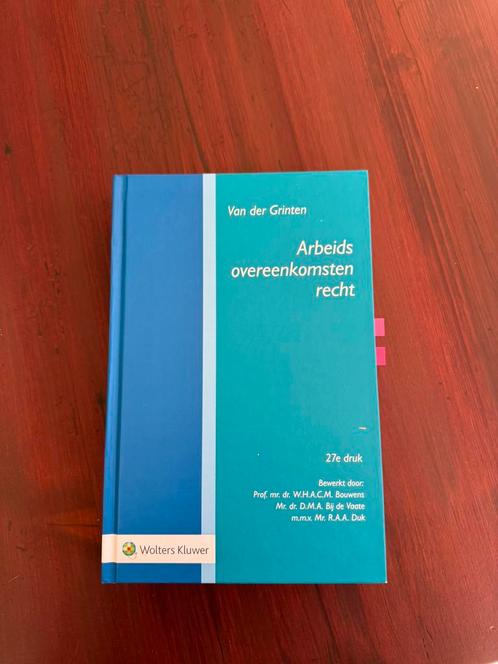 Van der Grinten
Arbeids
overeenkomsten
recht
27e druk
Bewerkt door:
Prof. mr. dr. W.H.A.C.M. Bouwens
Mr. dr. D.M.A. Bij de Vaate
m.m.v. Mr. R.A.A. Duk
Wolters Kluwer